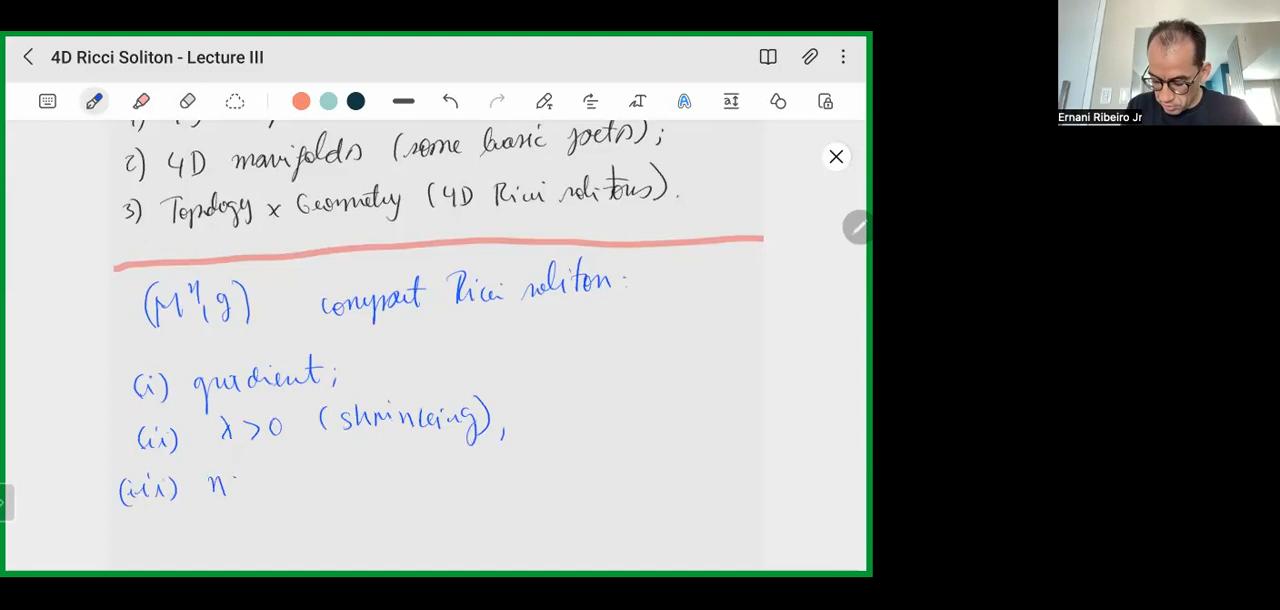 4D Ricci Soliton - Lecture III
2) 4D manifolds (some basic facts);
3) Topology x Geometry (4D Ricci solitons).
(Mⁿ, g) compact Ricci soliton:
(i) gradient;
(ii) λ > 0 (shrinking),
(iii) n
Ernani Ribeiro Jr